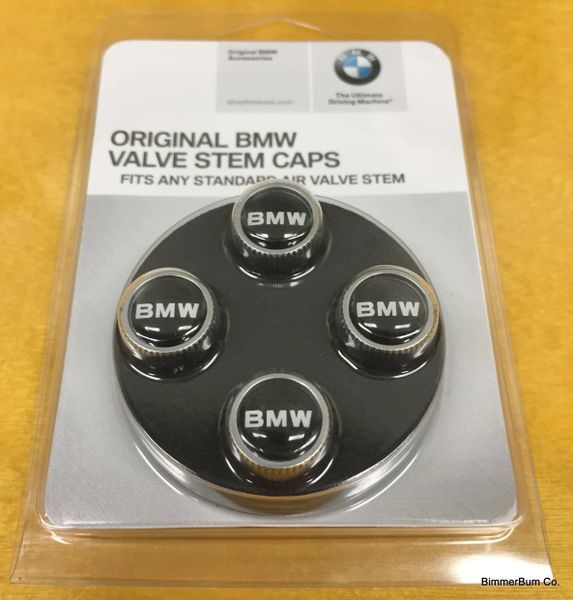 Original BMW
Accessories
The Ultimate
Driving Machine®
ORIGINAL BMW
VALVE STEM CAPS
FITS ANY STANDARD AIR VALVE STEM
BMW
BMW
BMW
BMW
BimmerBum Co.